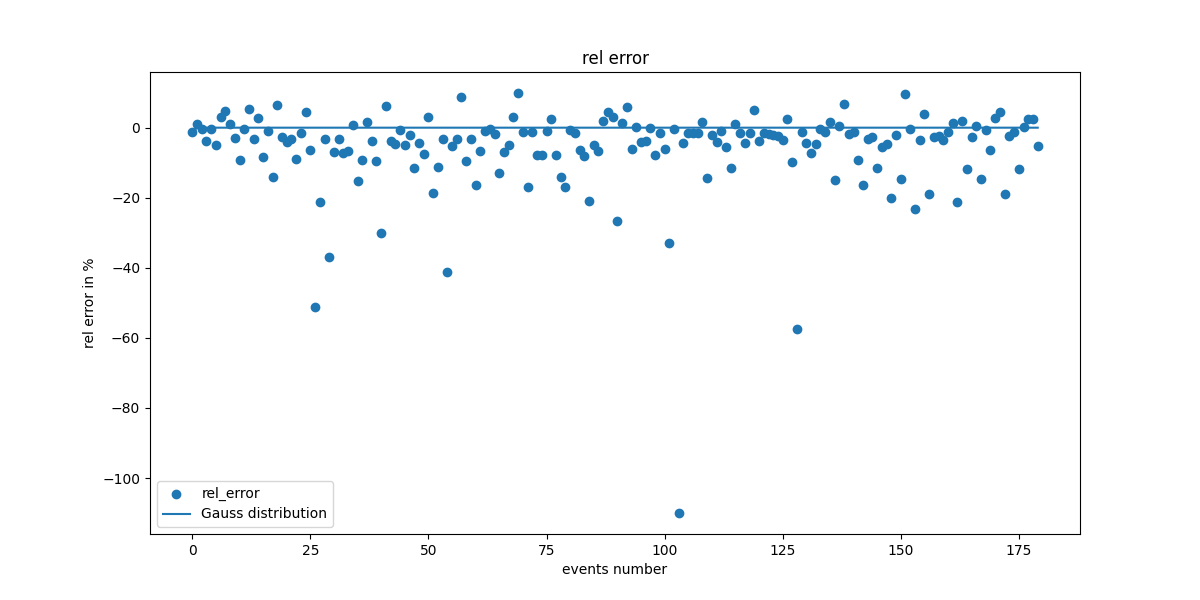 rel error
rel error in %
0
−20
−40
−60
−80
−100
rel_error
Gauss distribution
0 25 50 75 100 125 150 175
events number